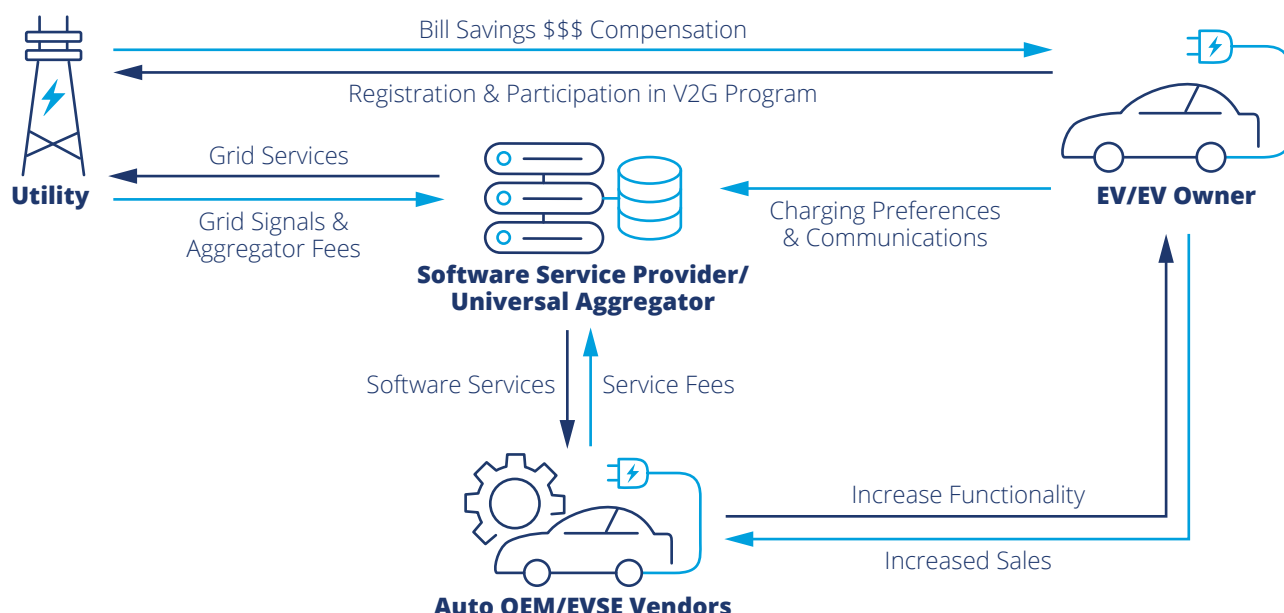 Bill Savings $$$ Compensation
Registration & Participation in V2G Program
Utility
Grid Services
Grid Signals &
Aggregator Fees
Software Service Provider/
Universal Aggregator
EV/EV Owner
Charging Preferences
& Communications
Software Services
Service Fees
Increase Functionality
Increased Sales
Auto OEM/EVSE Vendors